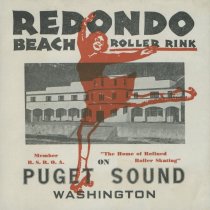 REDONDO
BEACH ROLLER RINK
Member
R. S. R. O. A.
"The Home of Refined
Roller Skating"
ON
PUGET SOUND
WASHINGTON